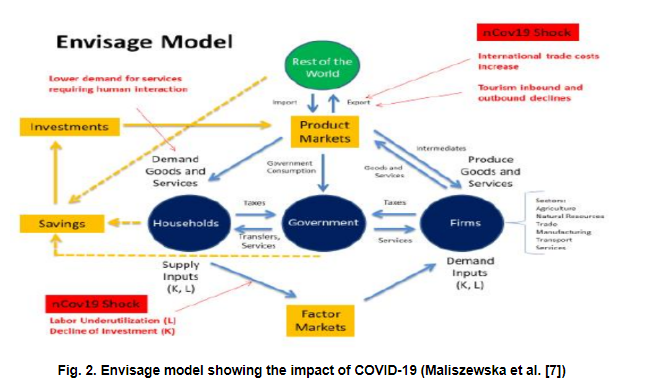 Envisage Model
nCov19 Shock
International trade costs
increase
Tourism inbound and
outbound declines
Rest of the
World
Lower demand for services
requiring human interaction
Import
Export
Investments
Product
Markets
Demand
Goods and
Services
Government
Consumption
Goods and
Services
Intermediates
Produce
Goods and
Services
Savings
Households
Taxes
Transfers,
Services
Government
Taxes
Services
Firms
Sectors:
Agriculture
Natural Resources
Trade
Manufacturing
Transport
Services
Supply
Inputs
(K, L)
Demand
Inputs
(K, L)
nCov19 Shock
Labor Underutilization (L)
Decline of Investment (K)
Factor
Markets
Fig. 2. Envisage model showing the impact of COVID-19 (Maliszewska et al. [7])